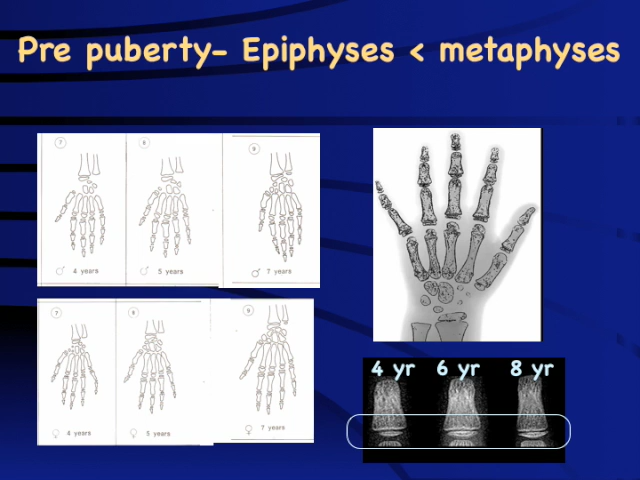 Pre puberty- Epiphyses < metaphyses
7
8
9
♂ 4 years
♂ 5 years
♂ 7 years
7
8
9
♀ 4 years
♀ 5 years
♀ 7 years
4 yr 6 yr 8 yr